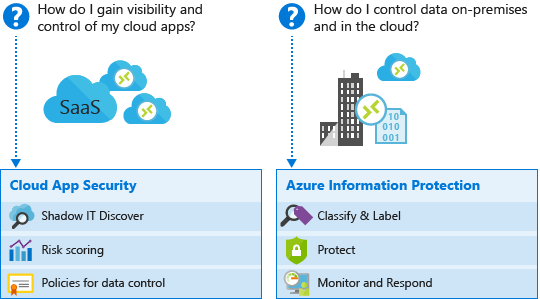 How do I gain visibility and
control of my cloud apps?
SaaS
Cloud App Security
Shadow IT Discover
Risk scoring
Policies for data control
How do I control data on-premises
and in the cloud?
10
010
001
Azure Information Protection
Classify & Label
Protect
Monitor and Respond